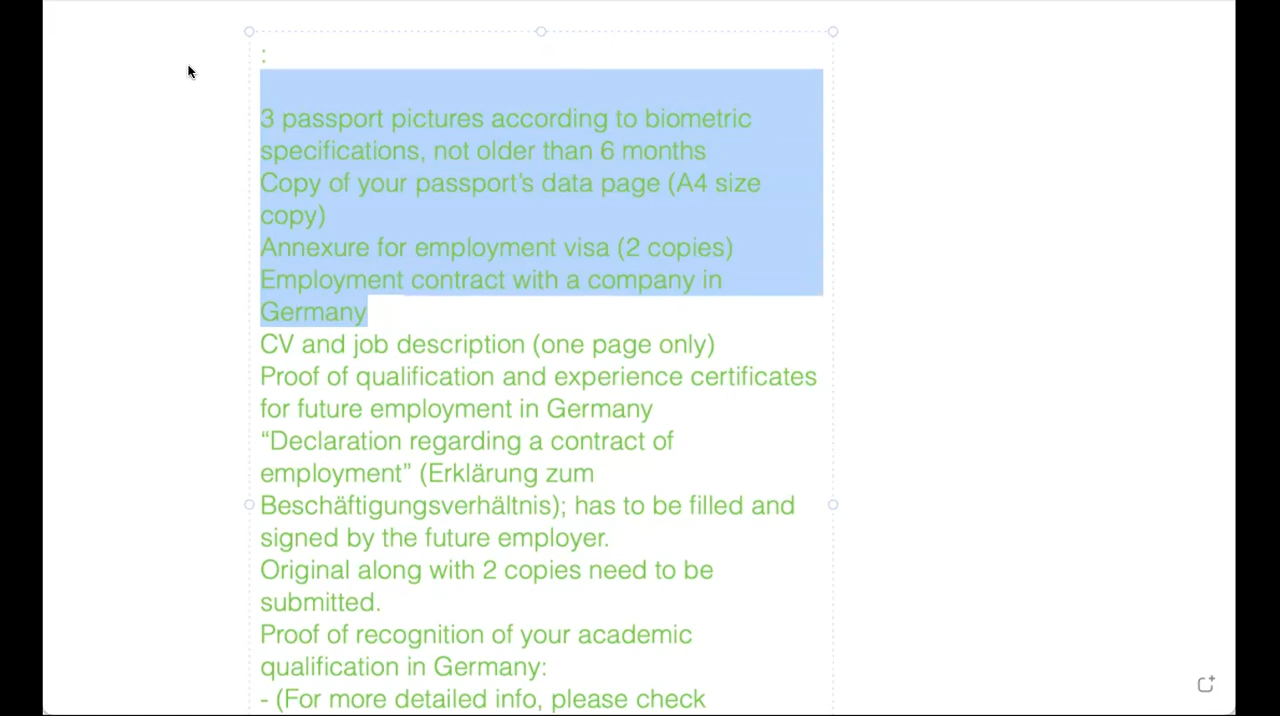 :
3 passport pictures according to biometric
specifications, not older than 6 months
Copy of your passport’s data page (A4 size
copy)
Annexure for employment visa (2 copies)
Employment contract with a company in
Germany
CV and job description (one page only)
Proof of qualification and experience certificates
for future employment in Germany
“Declaration regarding a contract of
employment” (Erklärung zum
Beschäftigungsverhältnis); has to be filled and
signed by the future employer.
Original along with 2 copies need to be
submitted.
Proof of recognition of your academic
qualification in Germany:
- (For more detailed info, please check